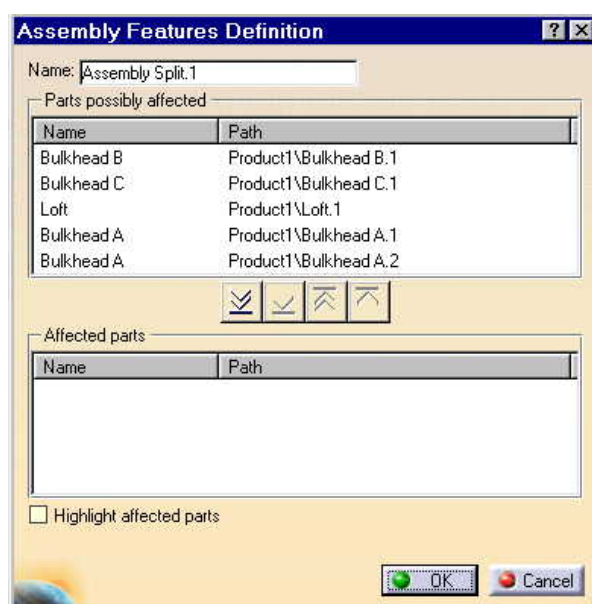 Assembly Features Definition
Name: Assembly Split.1
Parts possibly affected
Name Path
Bulkhead B Product1\Bulkhead B.1
Bulkhead C Product1\Bulkhead C.1
Loft Product1\Loft.1
Bulkhead A Product1\Bulkhead A.1
Bulkhead A Product1\Bulkhead A.2
Affected parts
Name Path
Highlight affected parts
OK Cancel